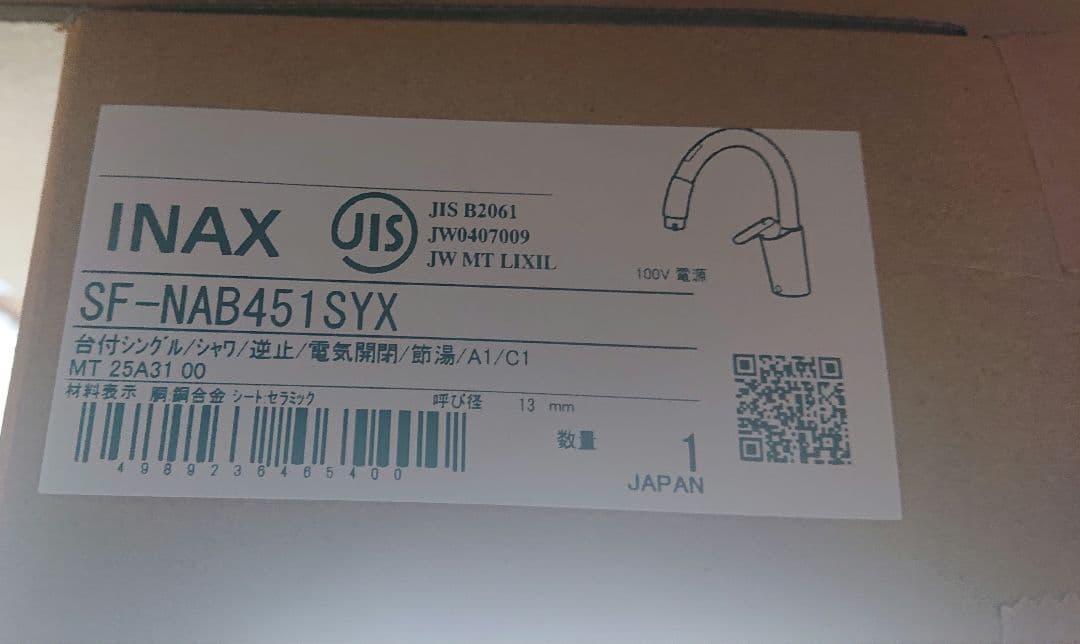 INAX
JIS
JIS B2061
JW0407009
JW MT LIXIL
100V 電源
SF-NAB451SYX
台付シングル/シャワ/逆止/電気開閉/節湯/A1/C1
MT 25A31 00
材料表示 胴:銅合金 シート:セラミック
呼び径 13 mm
数量 1
4989236465400
JAPAN